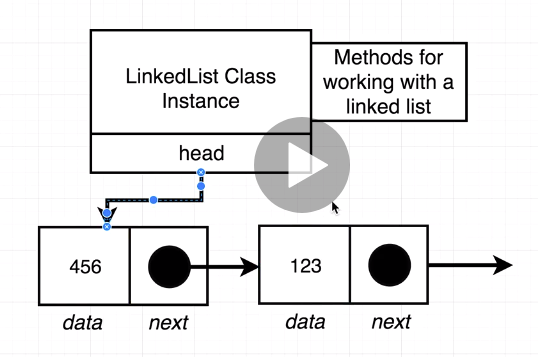 LinkedList Class
Instance
Methods for
working with a
linked list
head
456
123
data
next
data
next